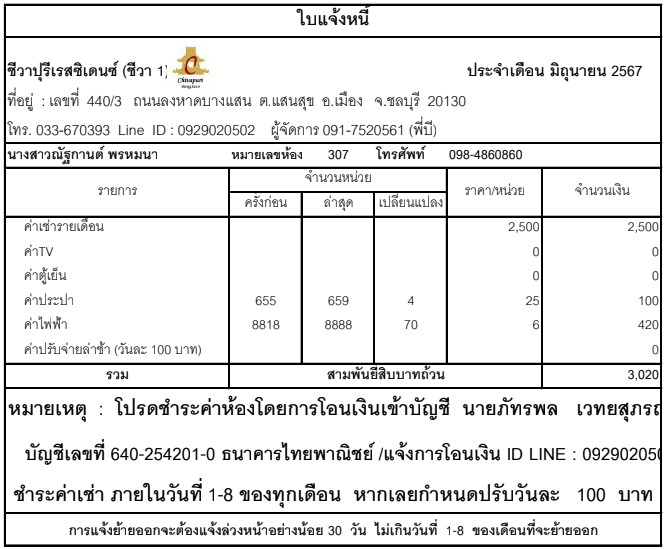 ใบแจ้งหนี้
ชีวาปุรีเรสซิเดนซ์ (ชีวา 1) Chivapuri ประจำเดือน มิถุนายน 2567
ที่อยู่ : เลขที่ 440/3 ถนนลงหาดบางแสน ต.แสนสุข อ.เมือง จ.ชลบุรี 20130
โทร. 033-670393 Line ID : 0929020502 ผู้จัดการ 091-7520561 (พี่บี)
นางสาวณัฐกานต์ พรหมนา หมายเลขห้อง 307 โทรศัพท์ 098-4860860
รายการ จำนวนหน่วย ราคา/หน่วย จำนวนเงิน
ครั้งก่อน ล่าสุด เปลี่ยนแปลง
ค่าเช่ารายเดือน 2,500 2,500
ค่าTV 0 0
ค่าตู้เย็น 0 0
ค่าประปา 655 659 4 25 100
ค่าไฟฟ้า 8818 8888 70 6 420
ค่าปรับจ่ายล่าช้า (วันละ 100 บาท) 0
รวม สามพันยี่สิบบาทถ้วน 3,020
หมายเหตุ : โปรดชำระค่าห้องโดยการโอนเงินเข้าบัญชี นายภัทรพล เวทยสุภรณ
บัญชีเลขที่ 640-254201-0 ธนาคารไทยพาณิชย์ /แจ้งการโอนเงิน ID LINE : 092902050
ชำระค่าเช่า ภายในวันที่ 1-8 ของทุกเดือน หากเลยกำหนดปรับวันละ 100 บาท
การแจ้งย้ายออกจะต้องแจ้งล่วงหน้าอย่างน้อย 30 วัน ไม่เกินวันที่ 1-8 ของเดือนที่จะย้ายออก